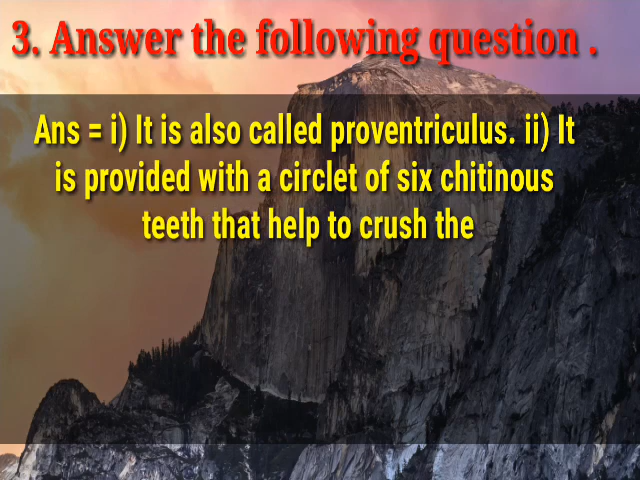 3. Answer the following question .
Ans = i) It is also called proventriculus. ii) It
is provided with a circlet of six chitinous
teeth that help to crush the